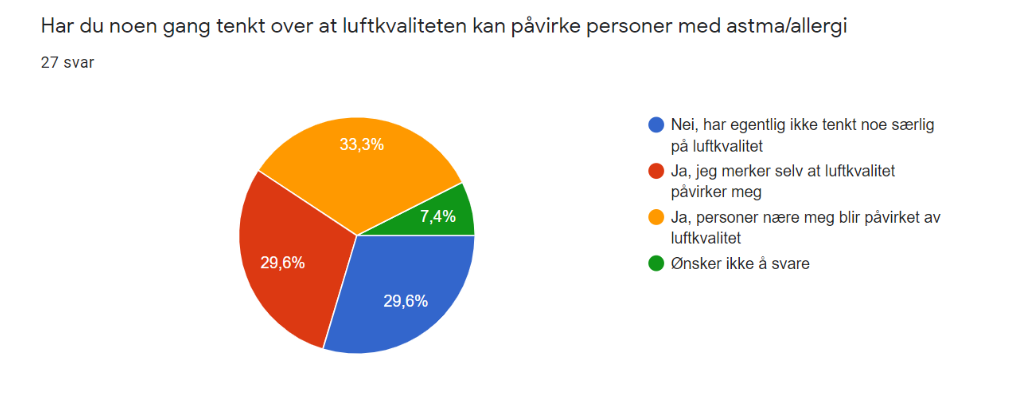 Har du noen gang tenkt over at luftkvaliteten kan påvirke personer med astma/allergi
27 svar
33,3%
7,4%
29,6%
29,6%
Nei, har egentlig ikke tenkt noe særlig
på luftkvalitet
Ja, jeg merker selv at luftkvalitet
påvirker meg
Ja, personer nære meg blir påvirket av
luftkvalitet
Ønsker ikke å svare